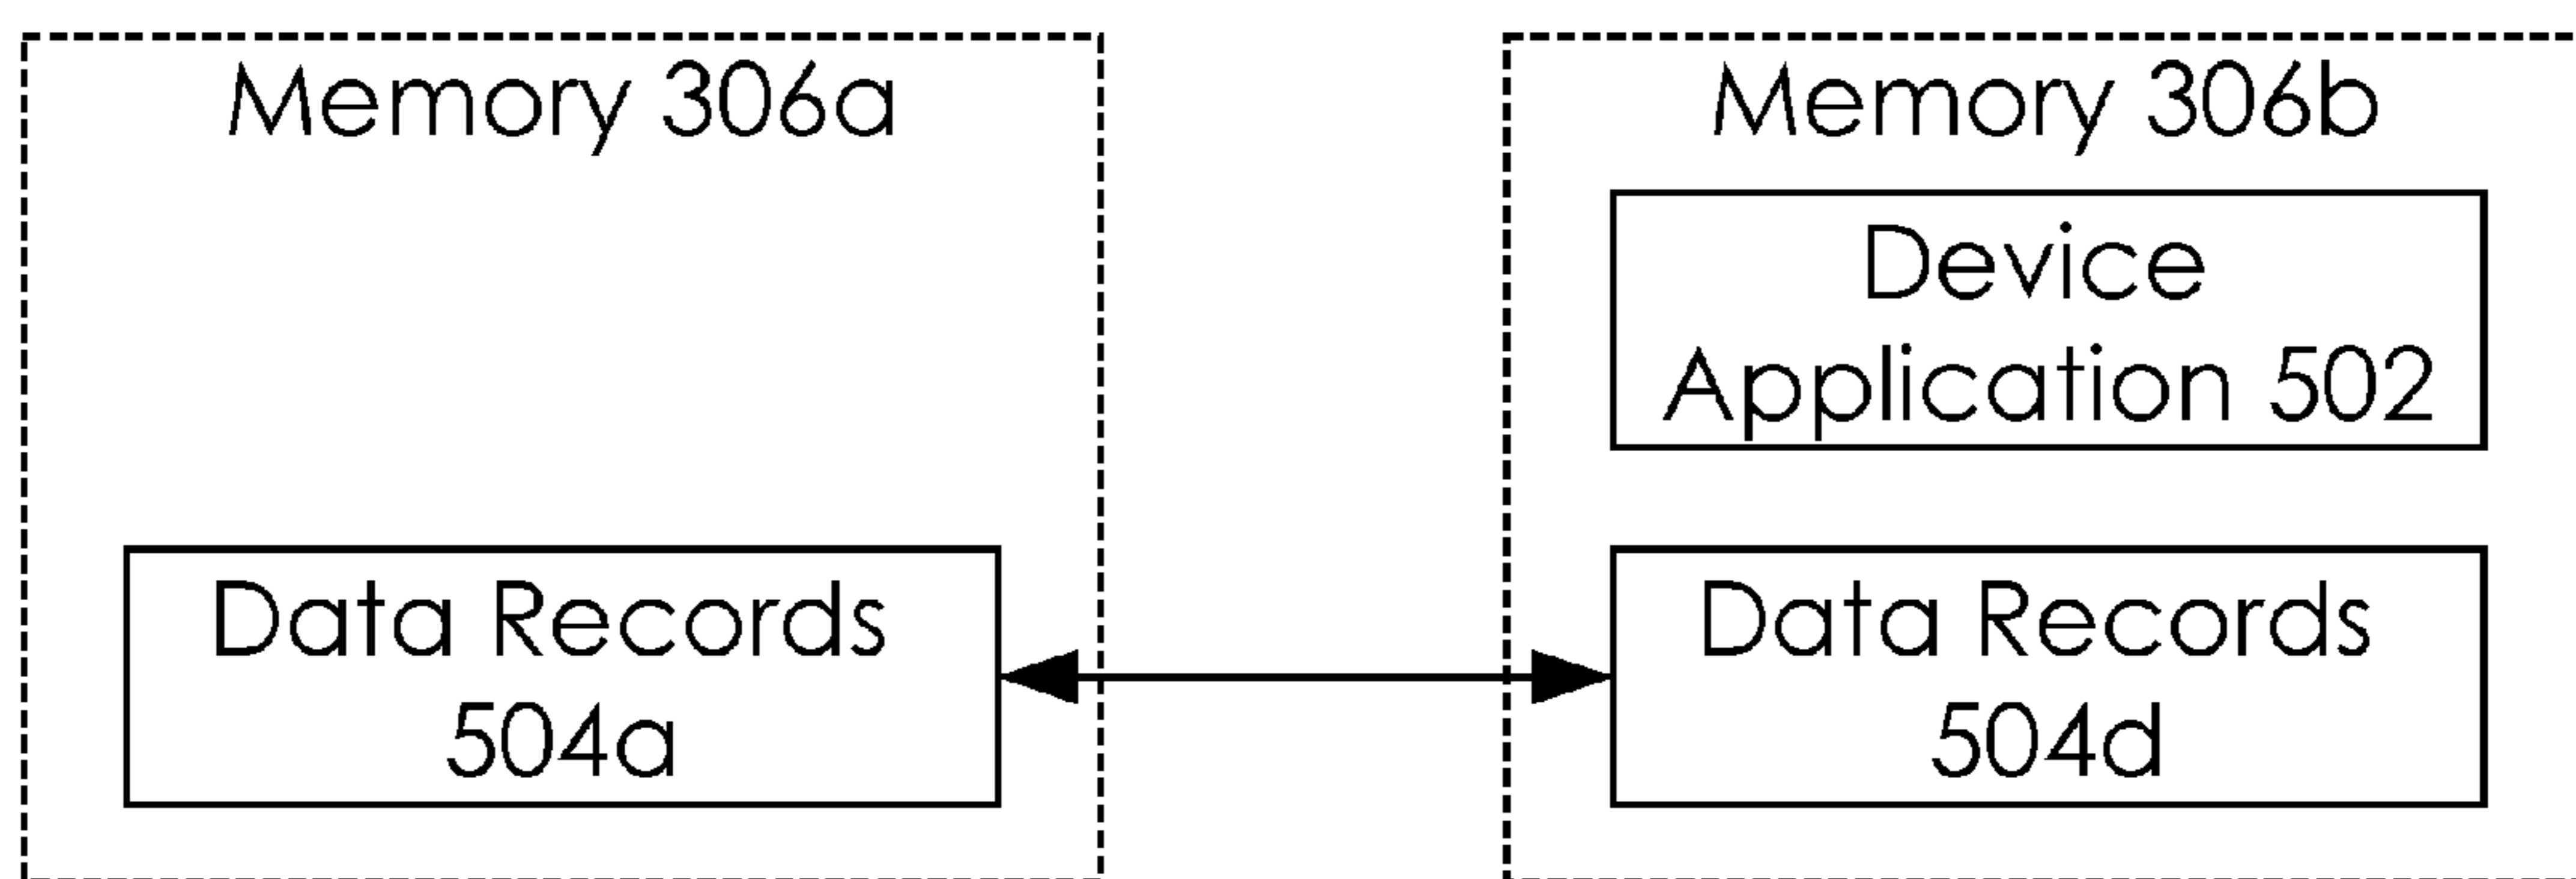 Memory 306a
Data Records
504a
Memory 306b
Device
Application 502
Data Records
504d